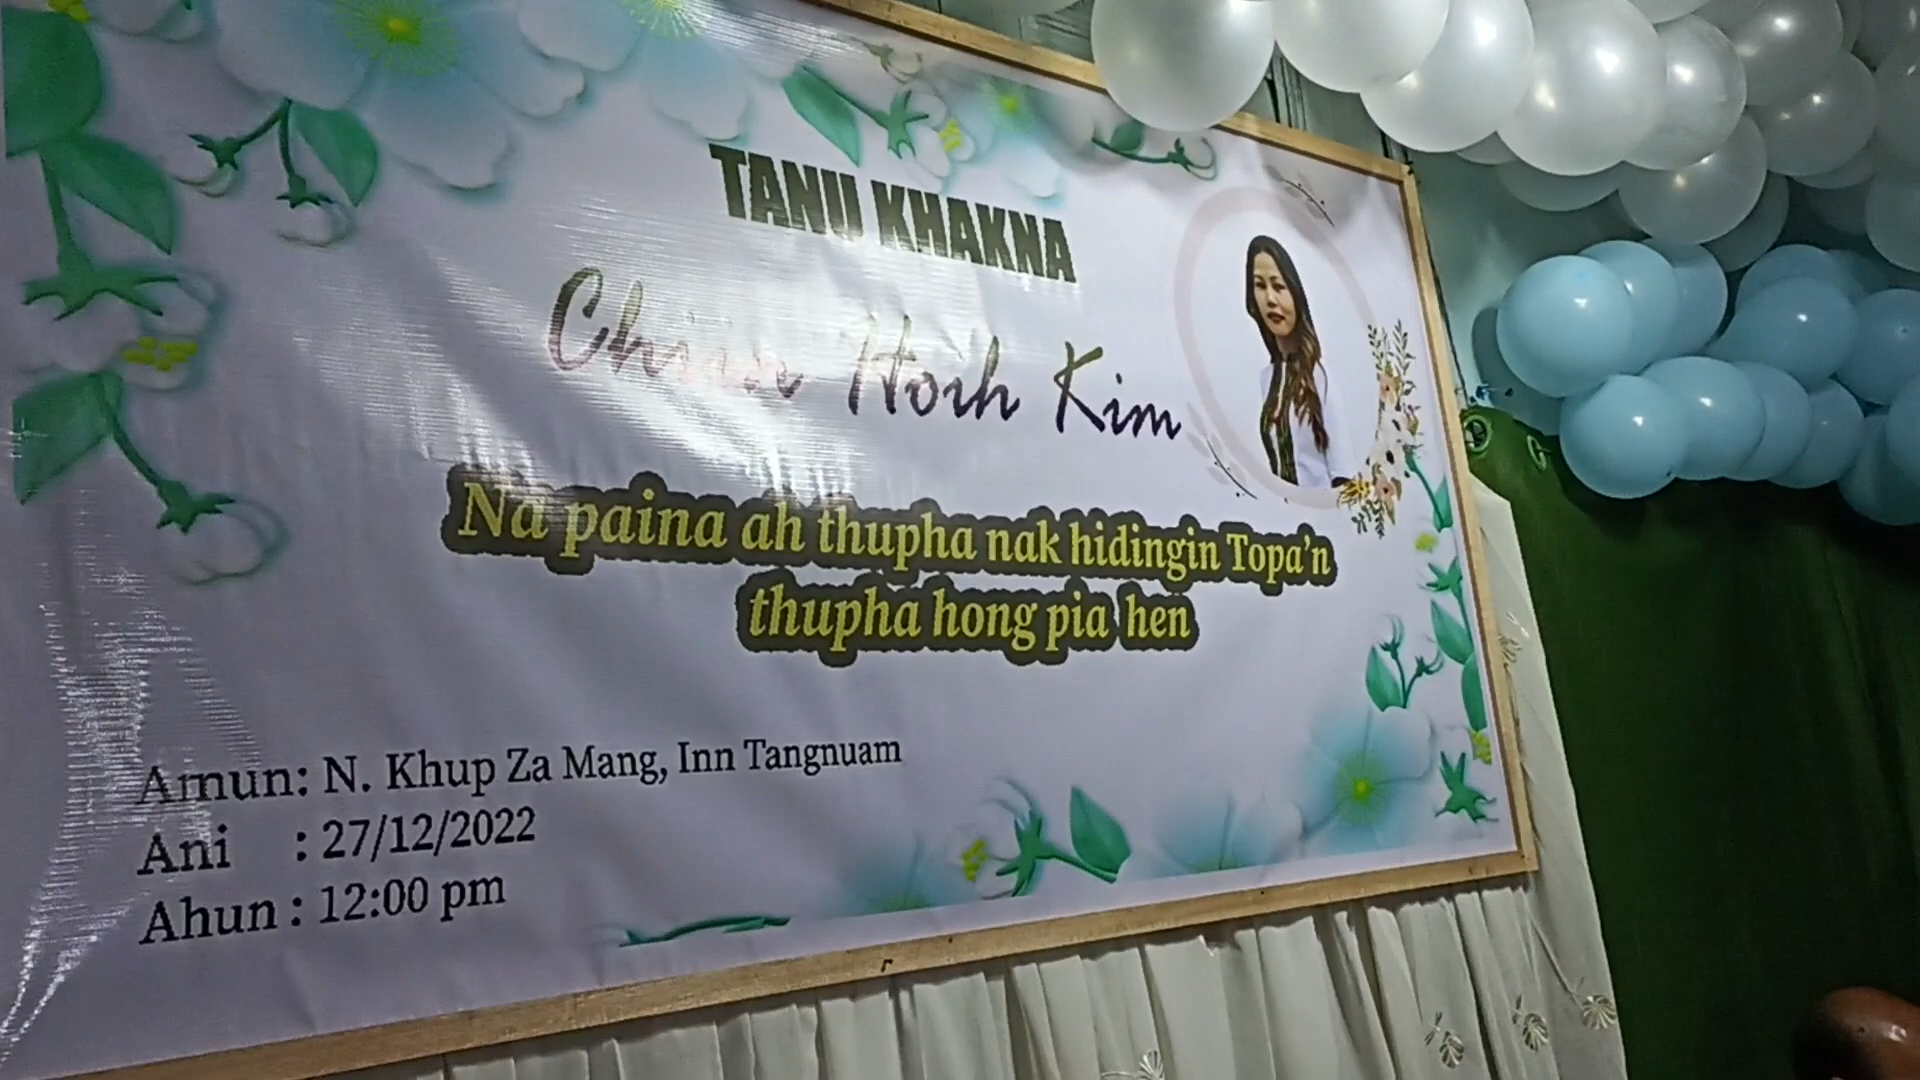 TANU KHAKNA
Hoih Kim
Na paina ah thupha nak hidingin Topa'n
thupha hong pia hen
Amun: N. Khup Za Mang, Inn Tangnuam
Ani : 27/12/2022
Ahun : 12:00 pm